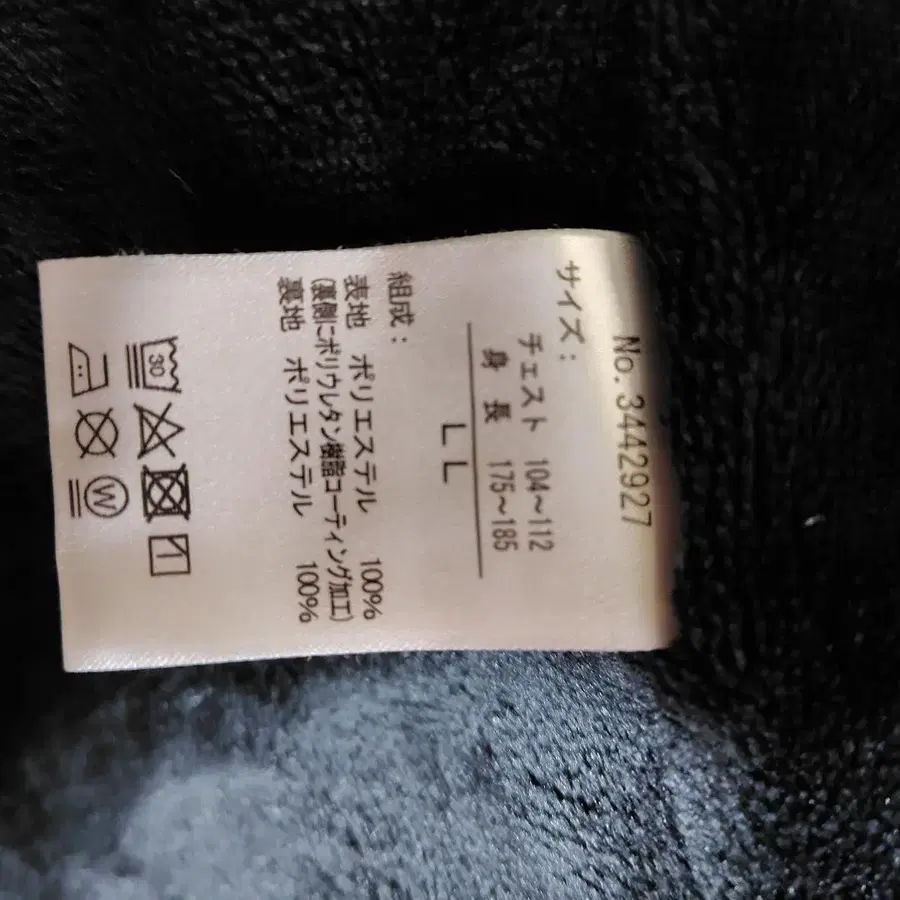 No.3442927
サイズ:
チェスト 104～112
身長 175～185
LL
組成:
表地 ポリエステル 100%
(裏側にポリウレタン樹脂コーティング加工)
裏地 ポリエステル 100%
30
W